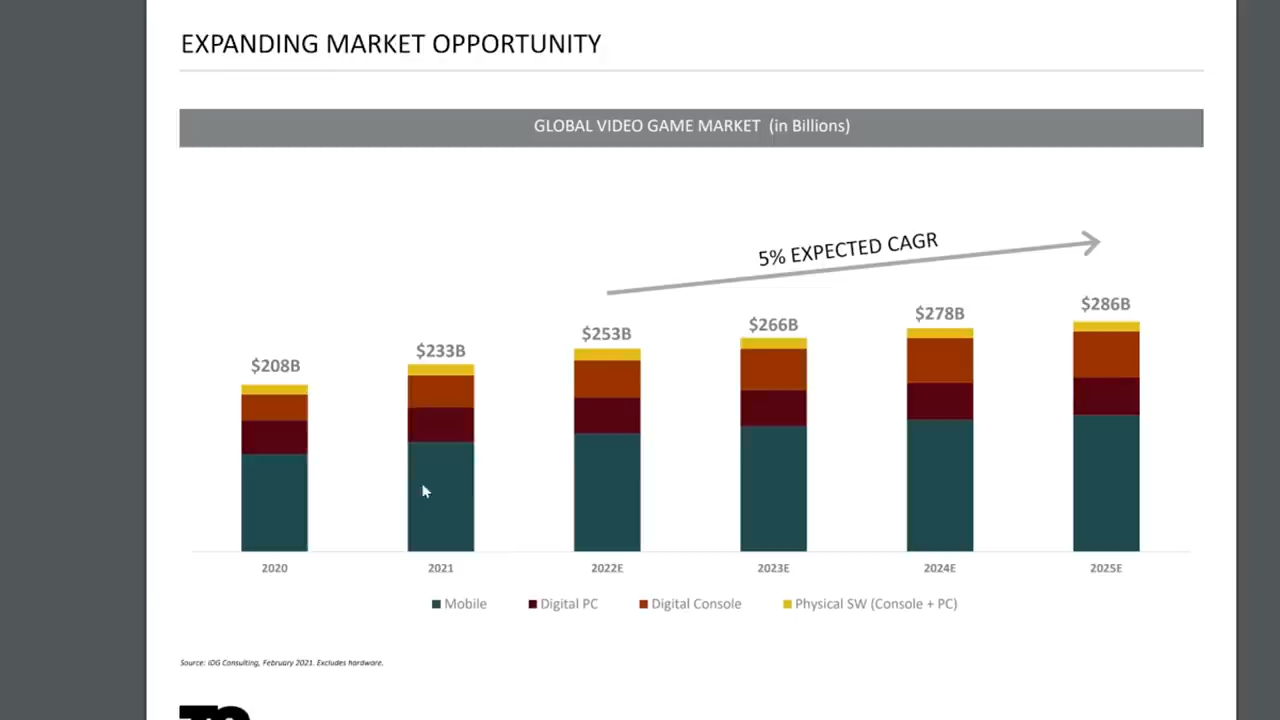 EXPANDING MARKET OPPORTUNITY
GLOBAL VIDEO GAME MARKET (in Billions)
5% EXPECTED CAGR
$208B
$233B
$253B
$266B
$278B
$286B
2020
2021
2022E
2023E
2024E
2025E
Mobile
Digital PC
Digital Console
Physical SW (Console + PC)
Source: IDG Consulting, February 2021. Excludes hardware.